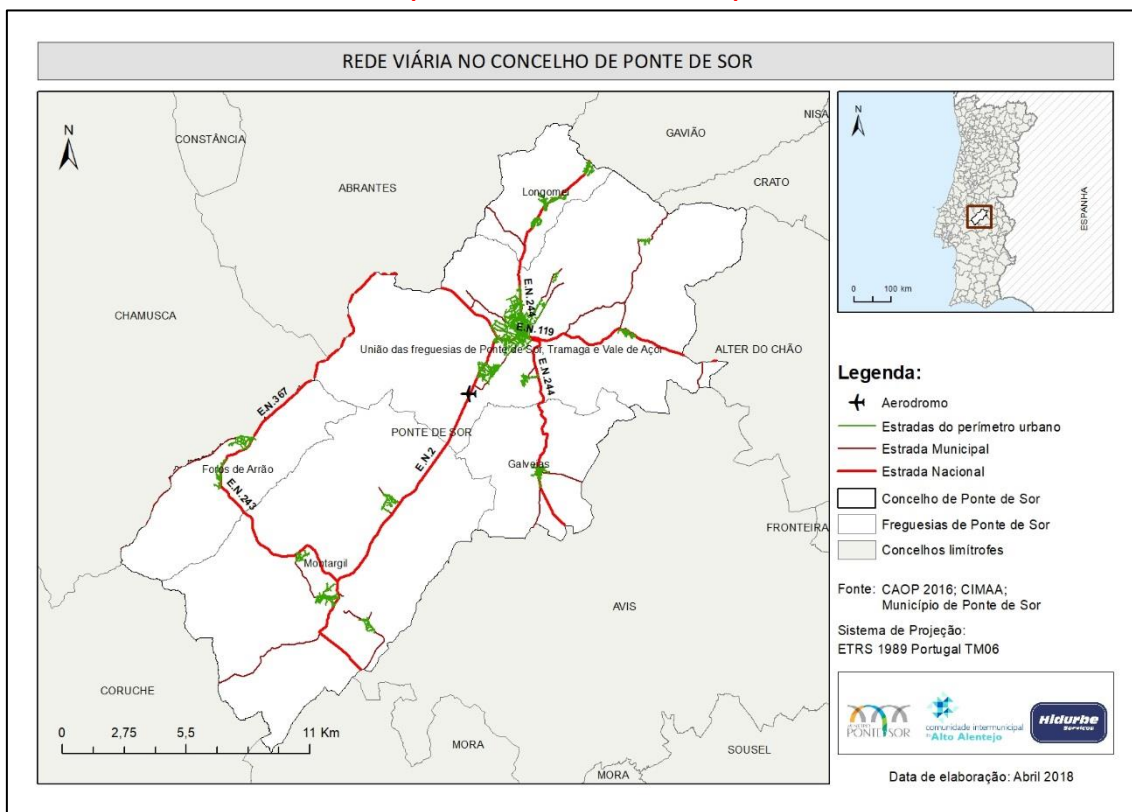 REDE VIÁRIA NO CONCELHO DE PONTE DE SOR
N
CONSTÂNCIA
ABRANTES
GAVIÃO
NISA
CRATO
CHAMUSCA
Longomel
E.N.244
E.N.119
União das freguesias de Ponte de Sor, Tramaga e Vale de Açor
ALTER DO CHÃO
E.N.244
E.N.367
PONTE DE SOR
E.N.2
Galveias
Foros de Arrão
E.N.243
FRONTEIRA
Montargil
AVIS
CORUCHE
MORA
SOUSEL
MORA
0 2,75 5,5 11 Km
N
ESPANHA
0 100 km
Legenda:
Aerodromo
Estradas do perímetro urbano
Estrada Municipal
Estrada Nacional
Concelho de Ponte de Sor
Freguesias de Ponte de Sor
Concelhos limítrofes
Fonte: CAOP 2016; CIMAA;
Município de Ponte de Sor
Sistema de Projeção:
ETRS 1989 Portugal TM06
PONTE SOR
comunidade intermunicipal
Alto Alentejo
Hidurbe
Serviços
Data de elaboração: Abril 2018